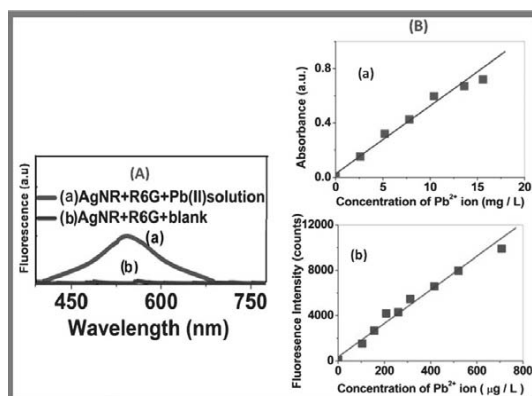 (A)
(a)AgNR+R6G+Pb(II)solution
(b)AgNR+R6G+blank
(a)
(b)
Fluorescence (a.u)
450 600 750
Wavelength (nm)
(B)
(a)
Absorbance (a.u.)
0.8
0.4
0.0
0 5 10 15 20
Concentration of Pb²⁺ ion (mg / L)
(b)
Fluoresence Intensity (counts)
12000
8000
4000
0
0 200 400 600 800
Concentration of Pb²⁺ ion ( µg / L)